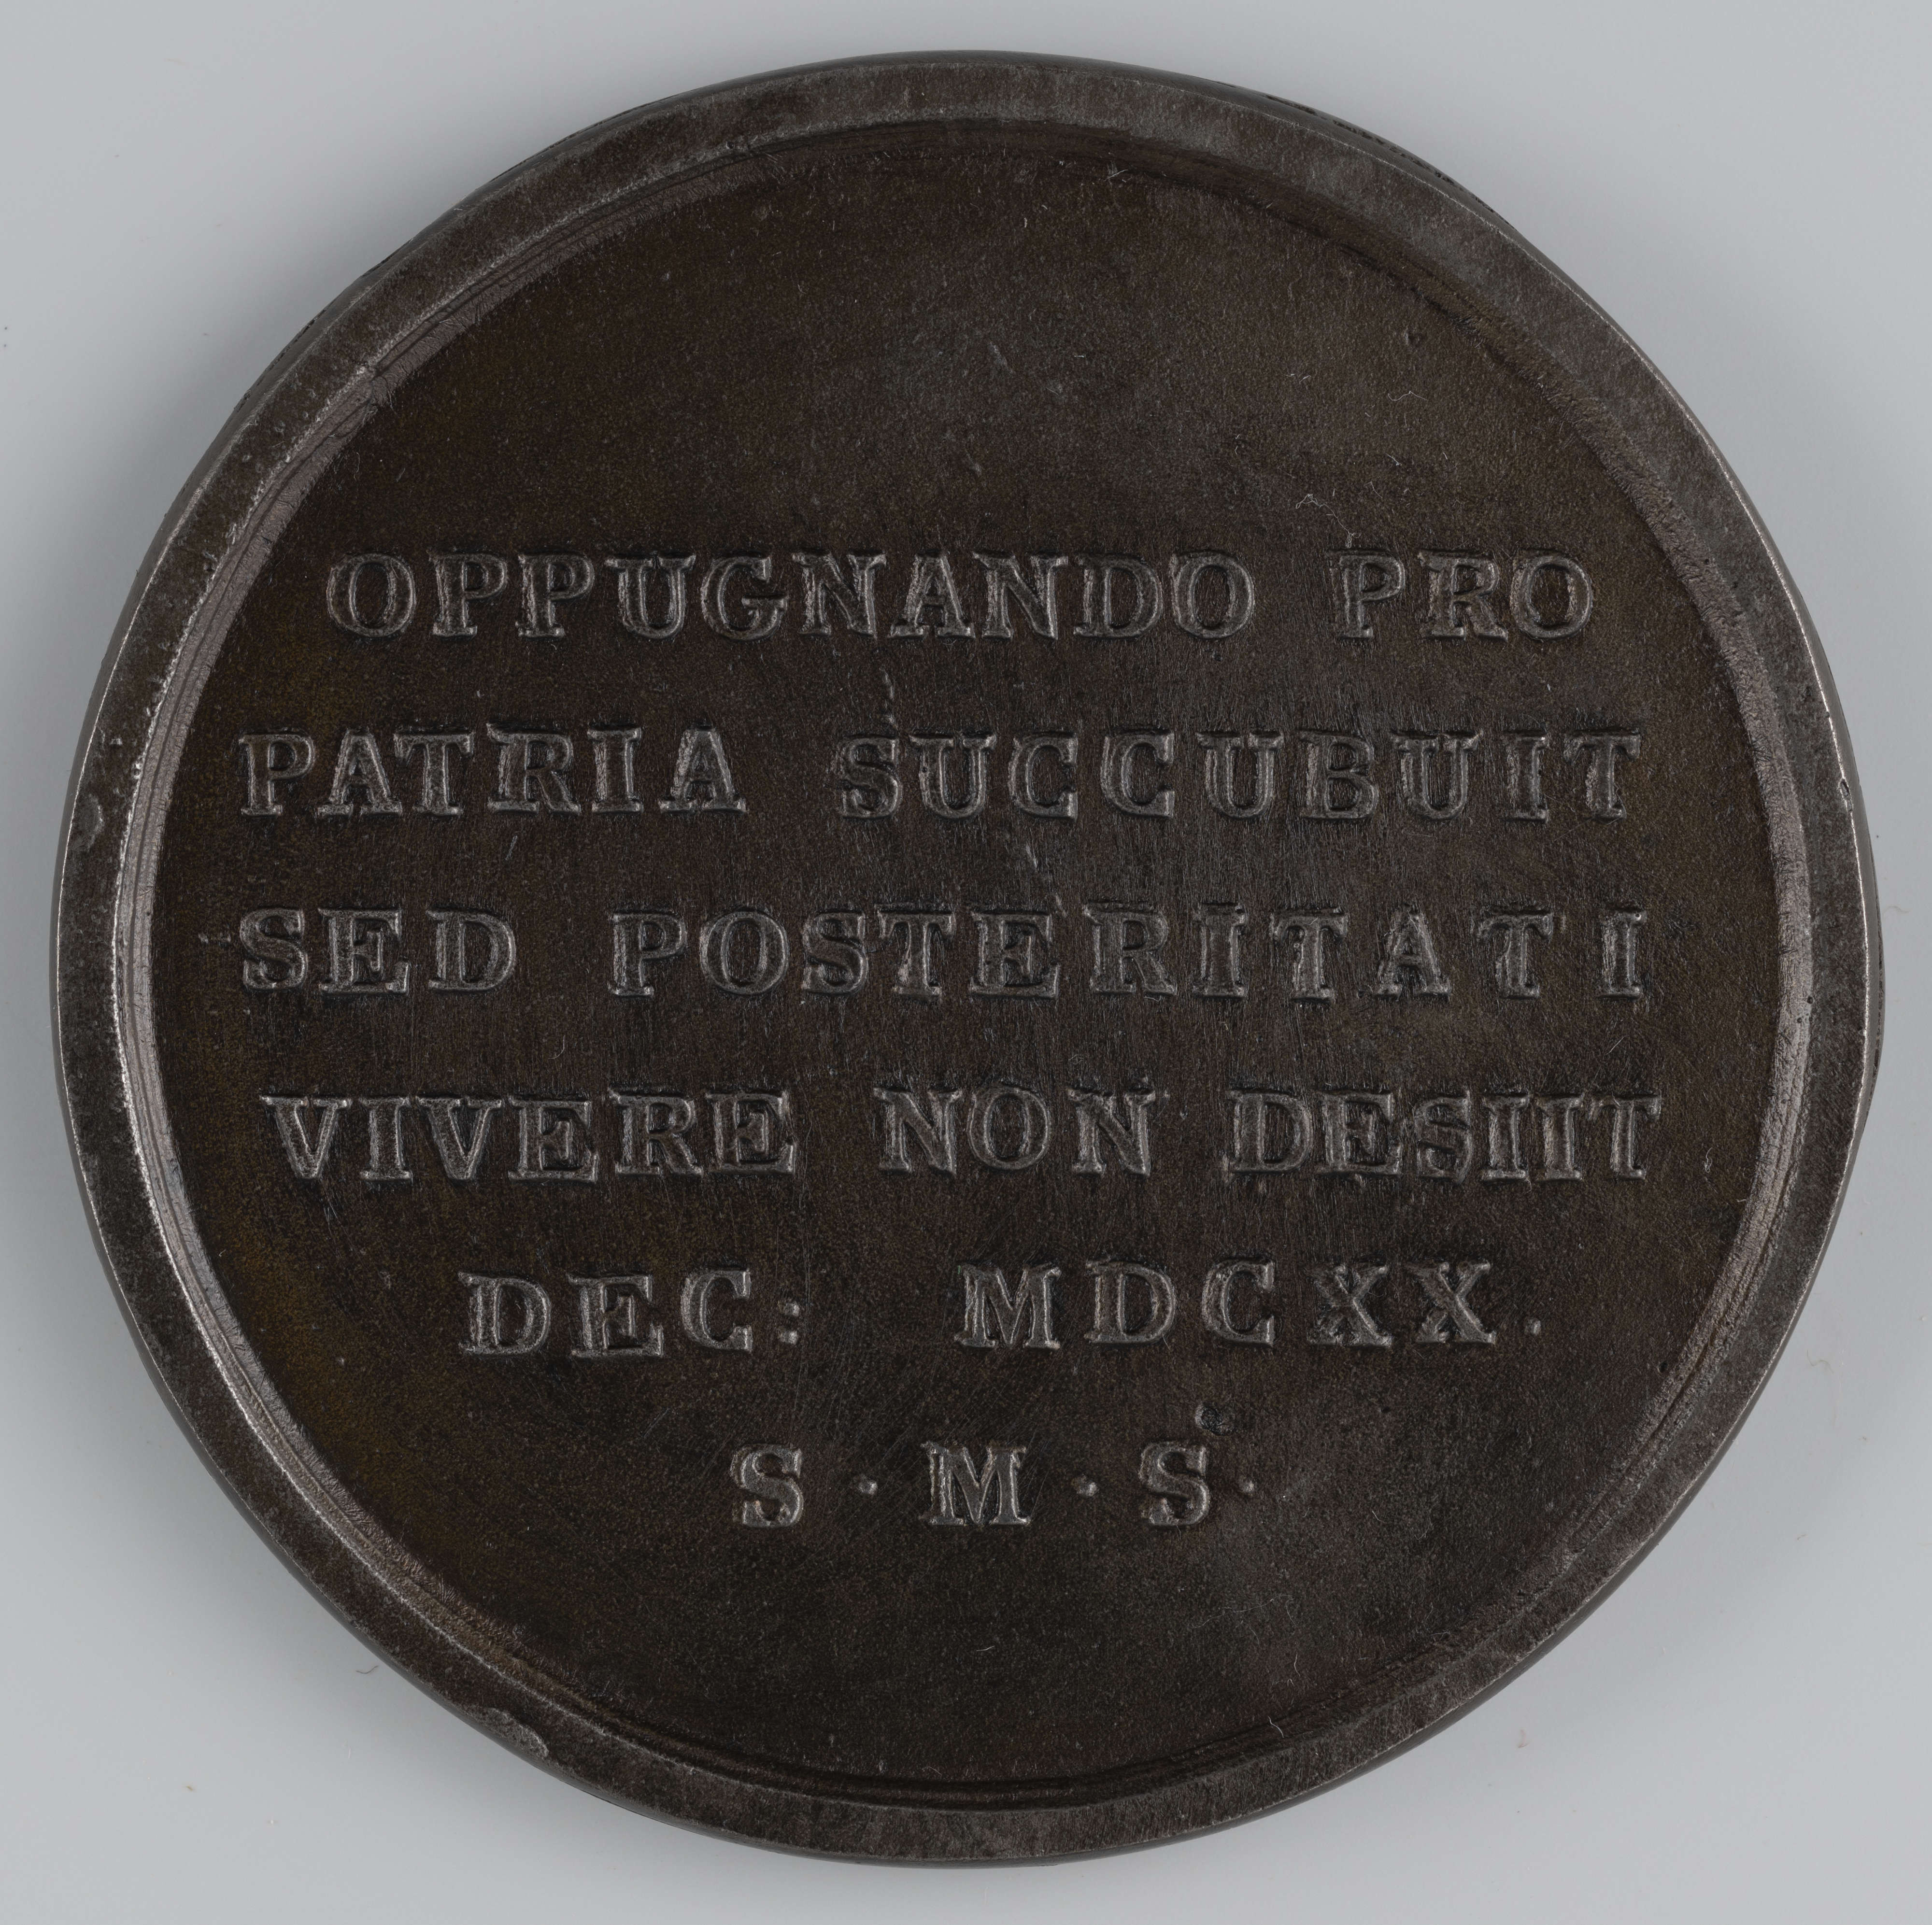 OPPUGNANDO PRO
PATRIA SUCCUBUIT
SED POSTERITATI
VIVERE NON DESIIT
DEC: MDCXX.
S·M·S·